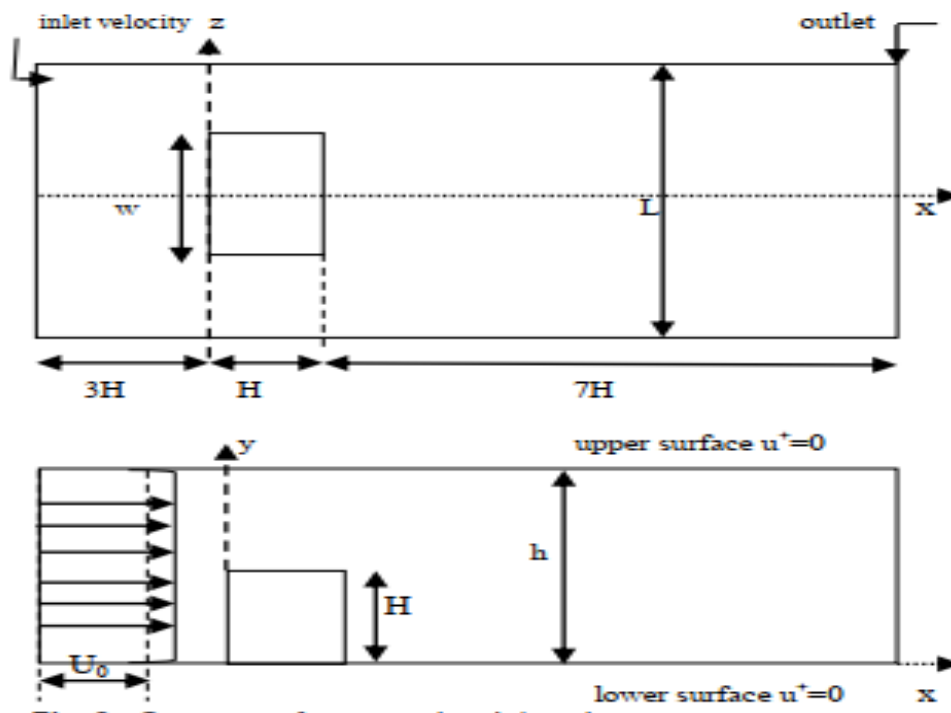 inlet velocity z outlet
w L x
3H H 7H
y upper surface u⁺=0
h
H
U₀ x
lower surface u⁺=0